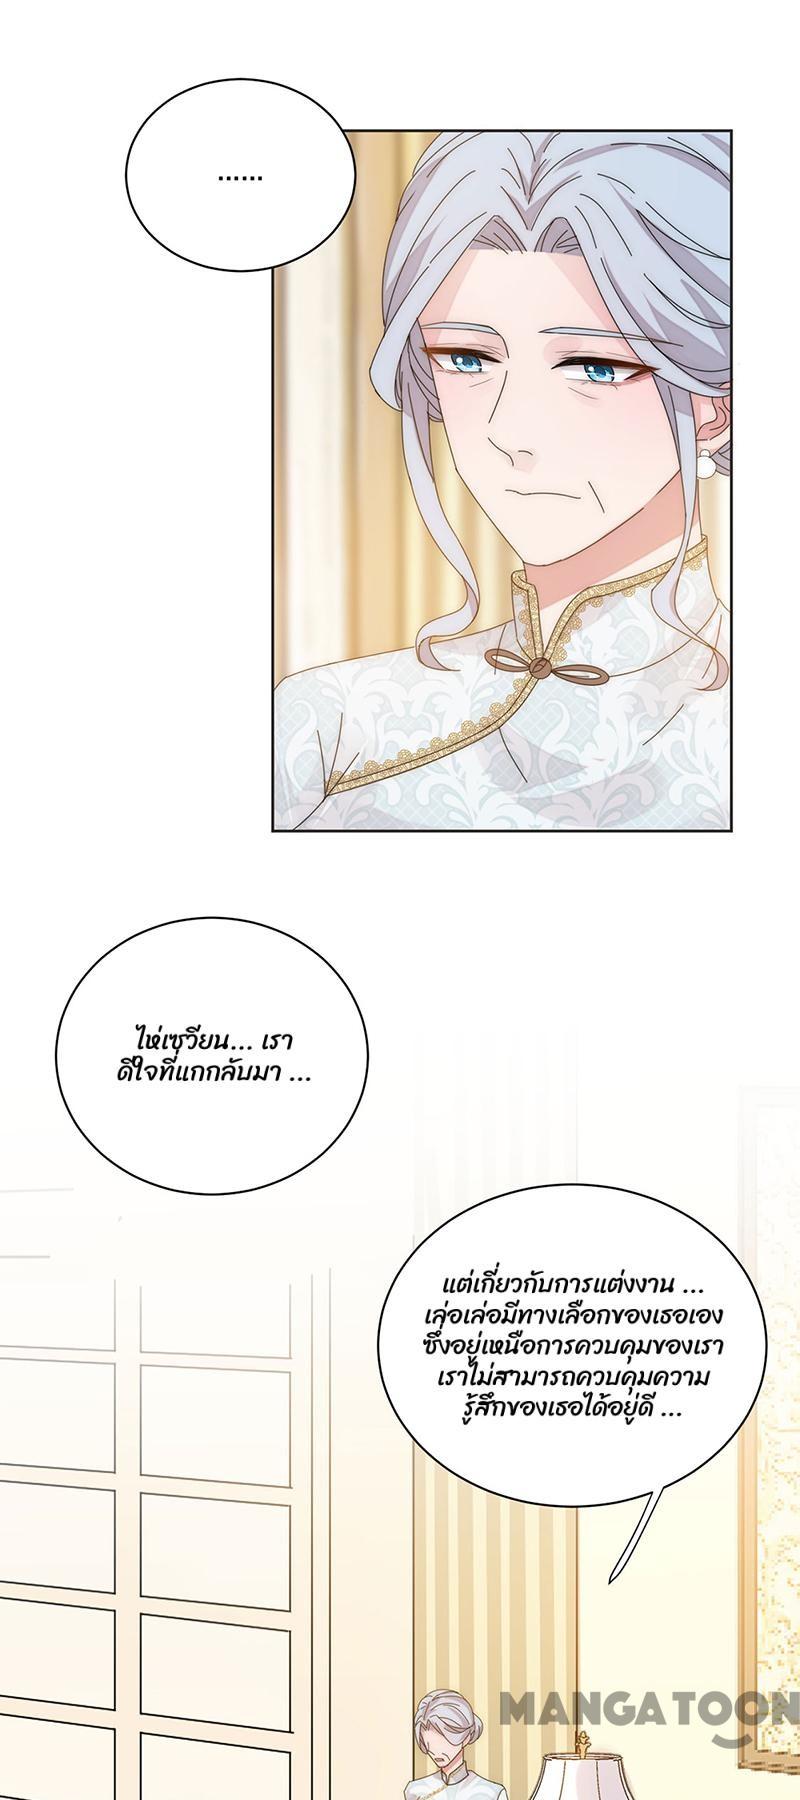 ......
ไห่เซวียน... เรา
ดีใจที่แกกลับมา ...
แต่เกี่ยวกับการแต่งงาน ...
เล่อเล่อมีทางเลือกของเธอเอง
ซึ่งอยู่เหนือการควบคุมของเรา
เราไม่สามารถควบคุมความ
รู้สึกของเธอได้อยู่ดี ...
MANGATOON